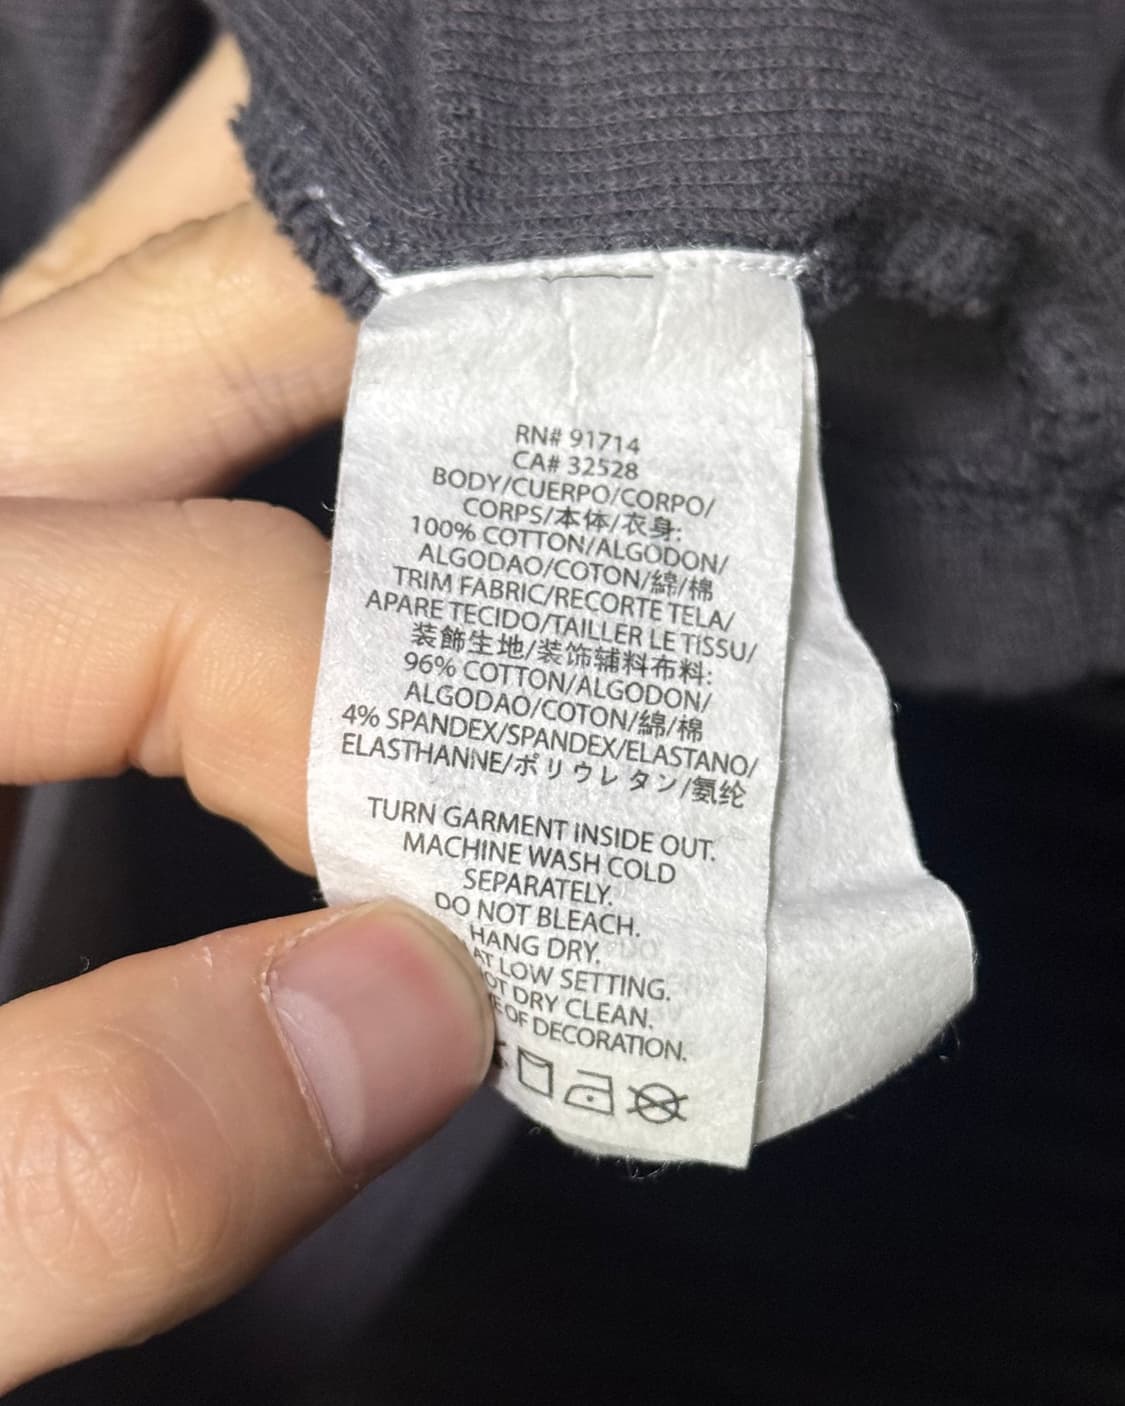 RN# 91714
CA# 32528
BODY/CUERPO/CORPO/
CORPS/本体/衣身:
100% COTTON/ALGODON/
ALGODAO/COTON/綿/棉
TRIM FABRIC/RECORTE TELA/
APARE TECIDO/TAILLER LE TISSU/
装飾生地/装饰辅料布料:
96% COTTON/ALGODON/
ALGODAO/COTON/綿/棉
4% SPANDEX/SPANDEX/ELASTANO/
ELASTHANNE/ポリウレタン/氨纶
TURN GARMENT INSIDE OUT.
MACHINE WASH COLD
SEPARATELY.
DO NOT BLEACH.
HANG DRY.
AT LOW SETTING.
DRY CLEAN.
OF DECORATION.